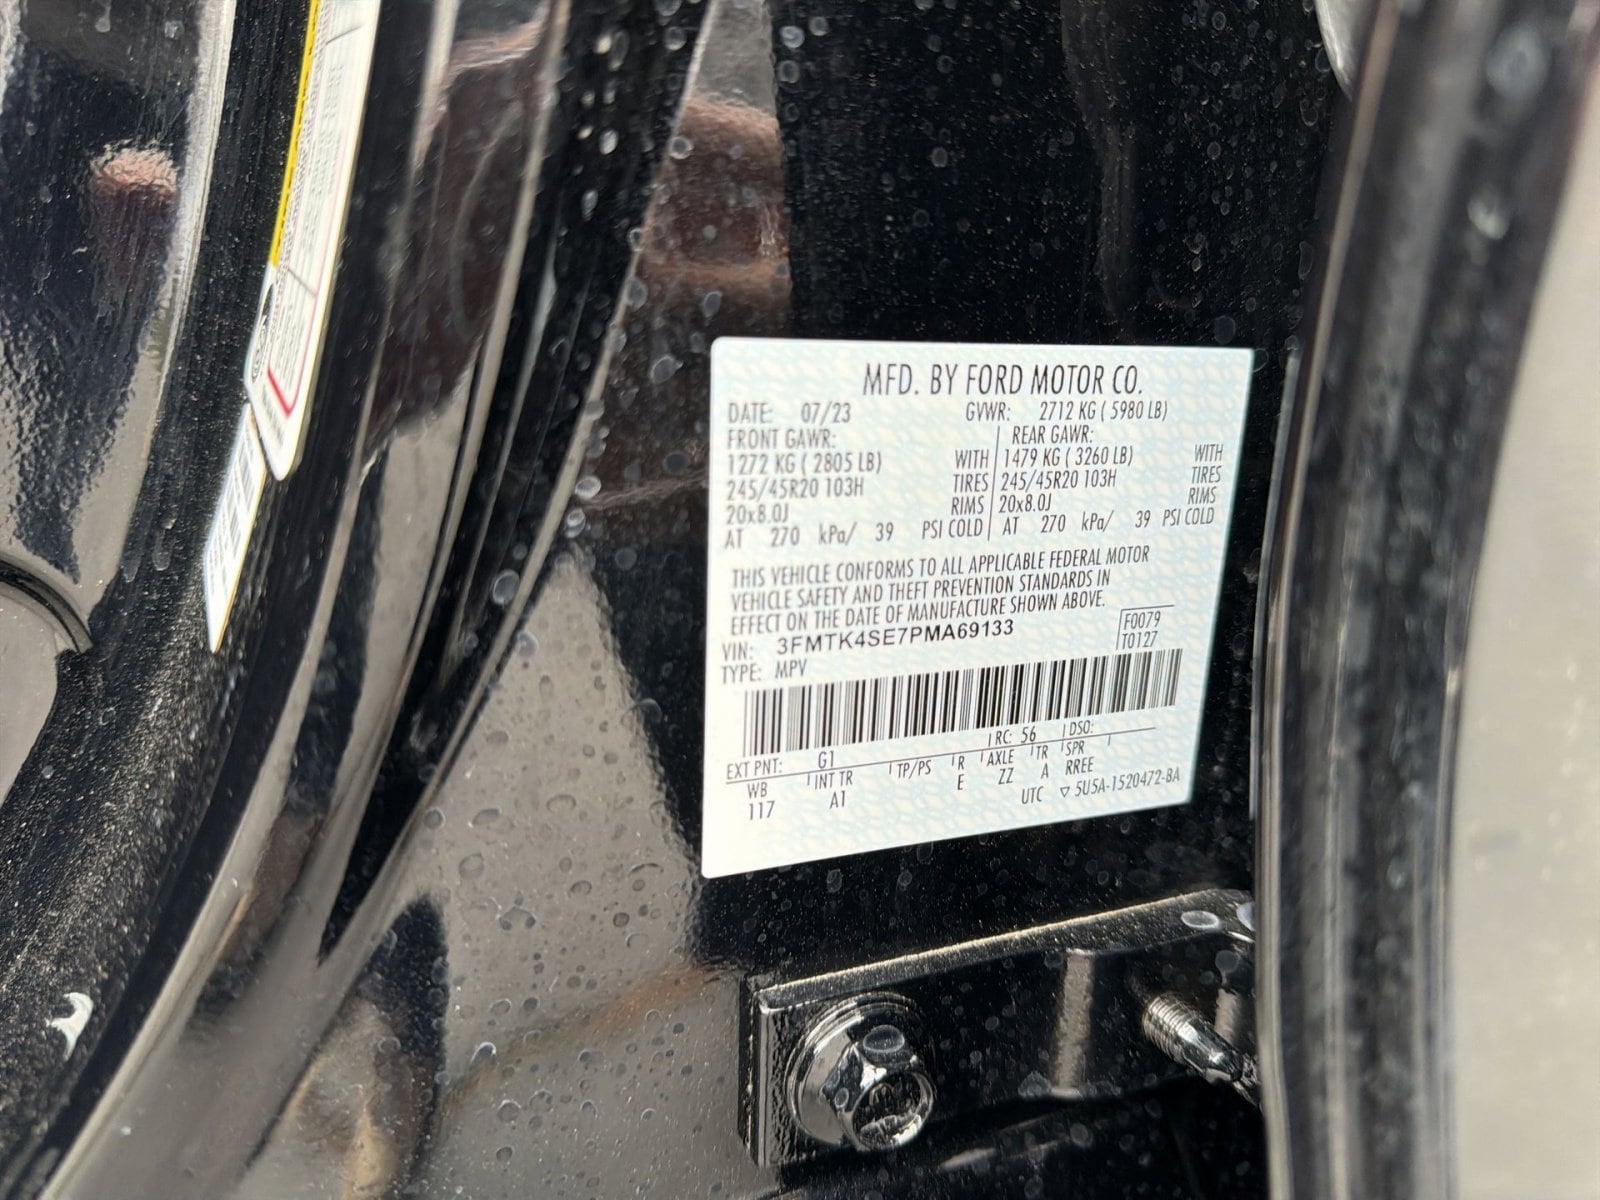 MFD. BY FORD MOTOR CO.
DATE: 07/23 GVWR: 2712 KG ( 5980 LB)
FRONT GAWR: REAR GAWR:
1272 KG ( 2805 LB) WITH 1479 KG ( 3260 LB) WITH
245/45R20 103H TIRES 245/45R20 103H TIRES
20x8.0J RIMS 20x8.0J RIMS
AT 270 kPa/ 39 PSI COLD AT 270 kPa/ 39 PSI COLD
THIS VEHICLE CONFORMS TO ALL APPLICABLE FEDERAL MOTOR
VEHICLE SAFETY AND THEFT PREVENTION STANDARDS IN
EFFECT ON THE DATE OF MANUFACTURE SHOWN ABOVE.
VIN: 3FMTK4SE7PMA69133 F0079
TYPE: MPV T0127
EXT PNT: G1 RC: 56 DSO:
WB INT TR TP/PS R AXLE TR SPR
117 A1 E ZZ A RREE
UTC ▽ 5U5A-1520472-BA